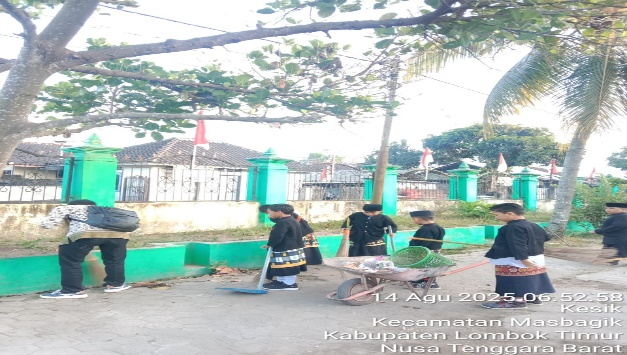 14 Agu 2025 06.52.58
Kesik
Kecamatan Masbagik
Kabupaten Lombok Timur
Nusa Tenggara Barat